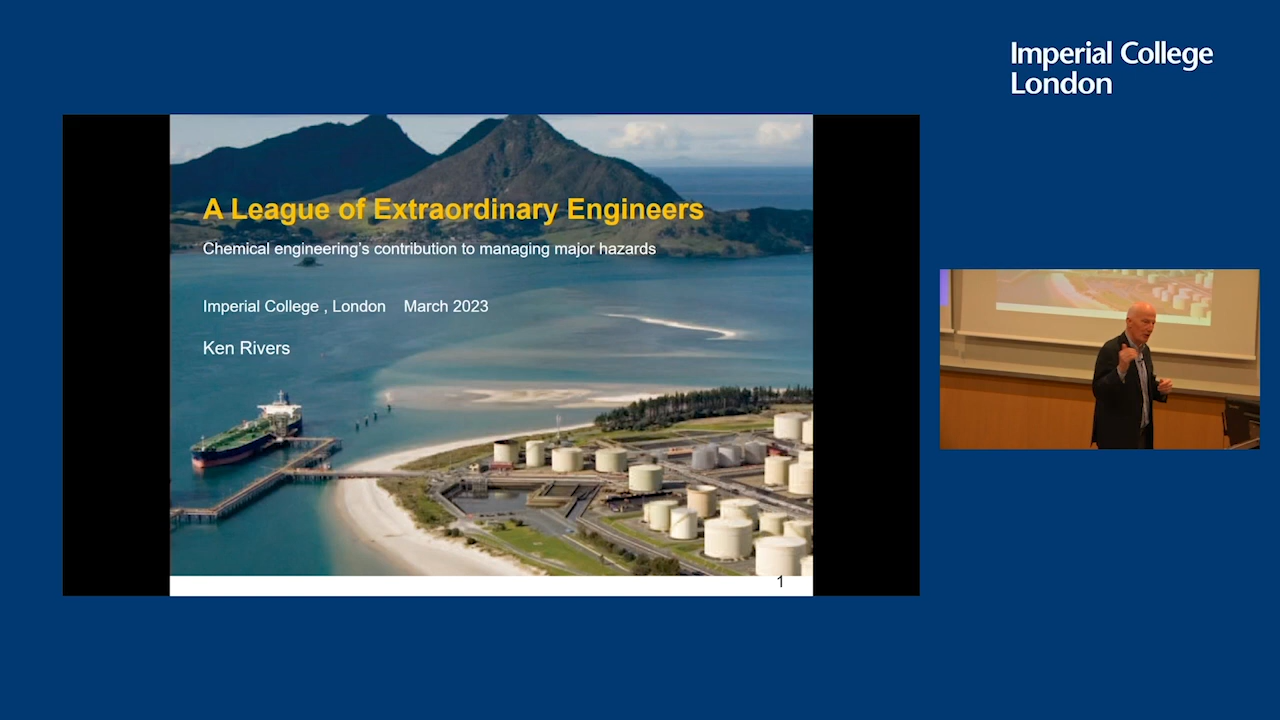 Imperial College
London
A League of Extraordinary Engineers
Chemical engineering's contribution to managing major hazards
Imperial College , London March 2023
Ken Rivers
1